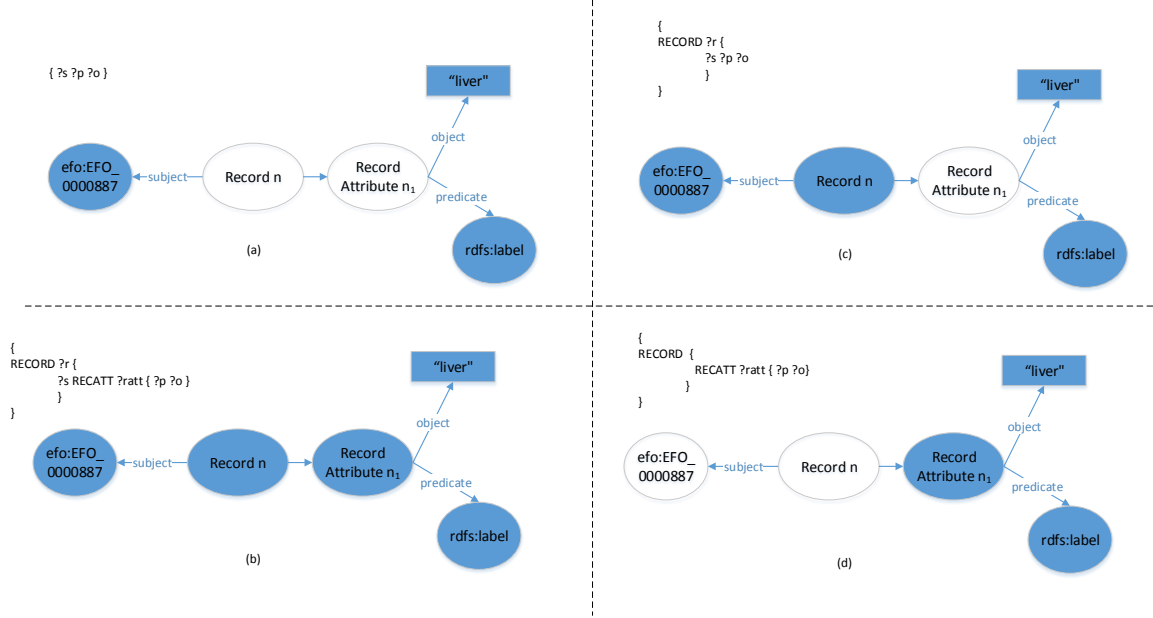 { ?s ?p ?o }
“liver"
object
efo:EFO_
0000887
subject
Record n
Record
Attribute n1
predicate
rdfs:label
(a)
{
RECORD ?r {
?s ?p ?o
}
}
“liver"
object
efo:EFO_
0000887
subject
Record n
Record
Attribute n1
predicate
rdfs:label
(c)
{
RECORD ?r {
?s RECATT ?ratt { ?p ?o }
}
}
“liver"
object
efo:EFO_
0000887
subject
Record n
Record
Attribute n1
predicate
rdfs:label
(b)
{
RECORD {
RECATT ?ratt { ?p ?o}
}
}
“liver"
object
efo:EFO_
0000887
subject
Record n
Record
Attribute n1
predicate
rdfs:label
(d)